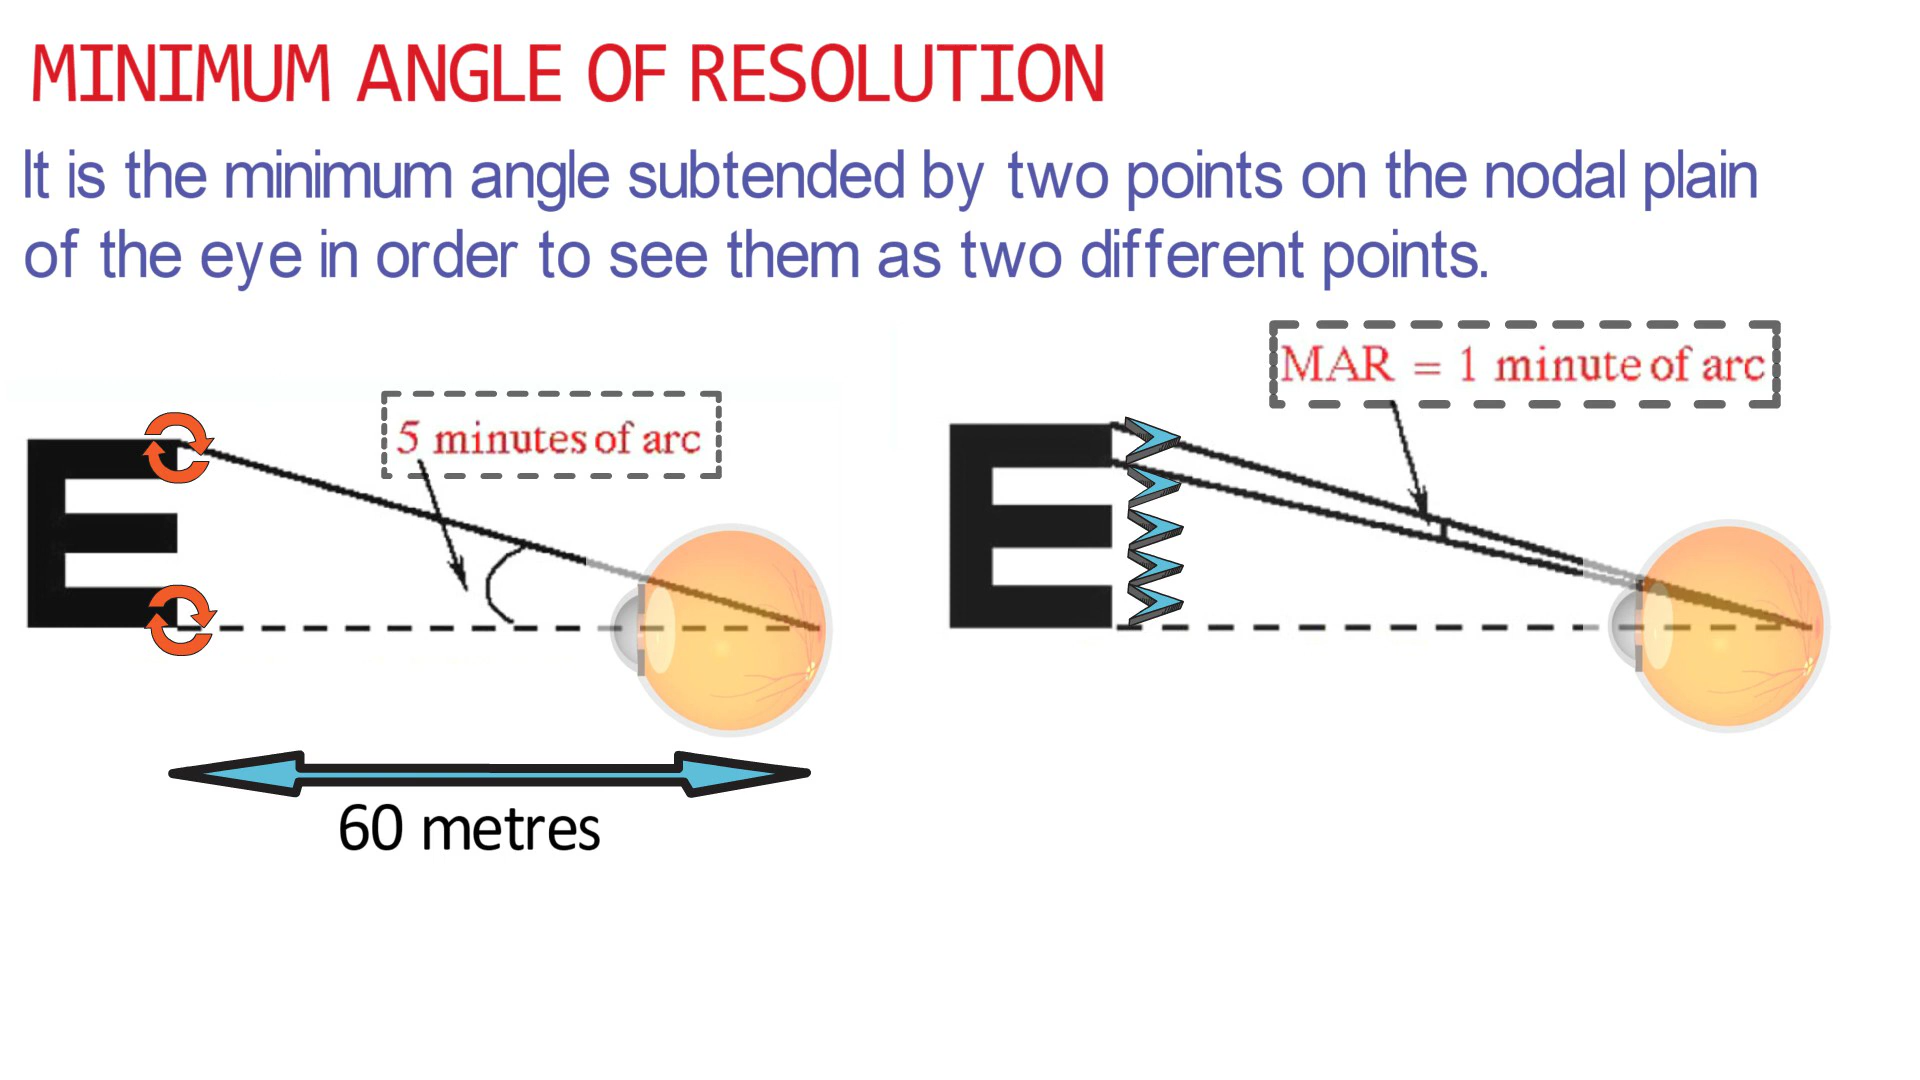 MINIMUM ANGLE OF RESOLUTION
It is the minimum angle subtended by two points on the nodal plain
of the eye in order to see them as two different points.
5 minutes of arc
MAR = 1 minute of arc
E
E
60 metres